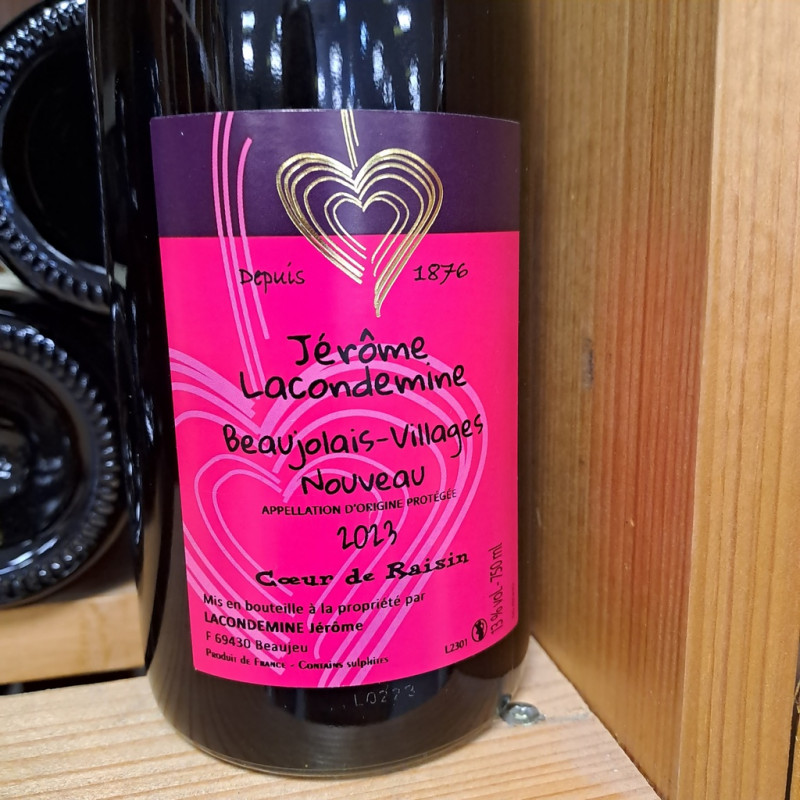 Depuis 1876
Jérôme
Lacondemine
Beaujolais-Villages
Nouveau
APPELLATION D'ORIGINE PROTÉGÉE
2023
Cœur de Raisin
Mis en bouteille à la propriété par
LACONDEMINE Jérôme
F 69430 Beaujeu
Produit de France - Contains sulphites
L2301
13 % vol. - 750 ml